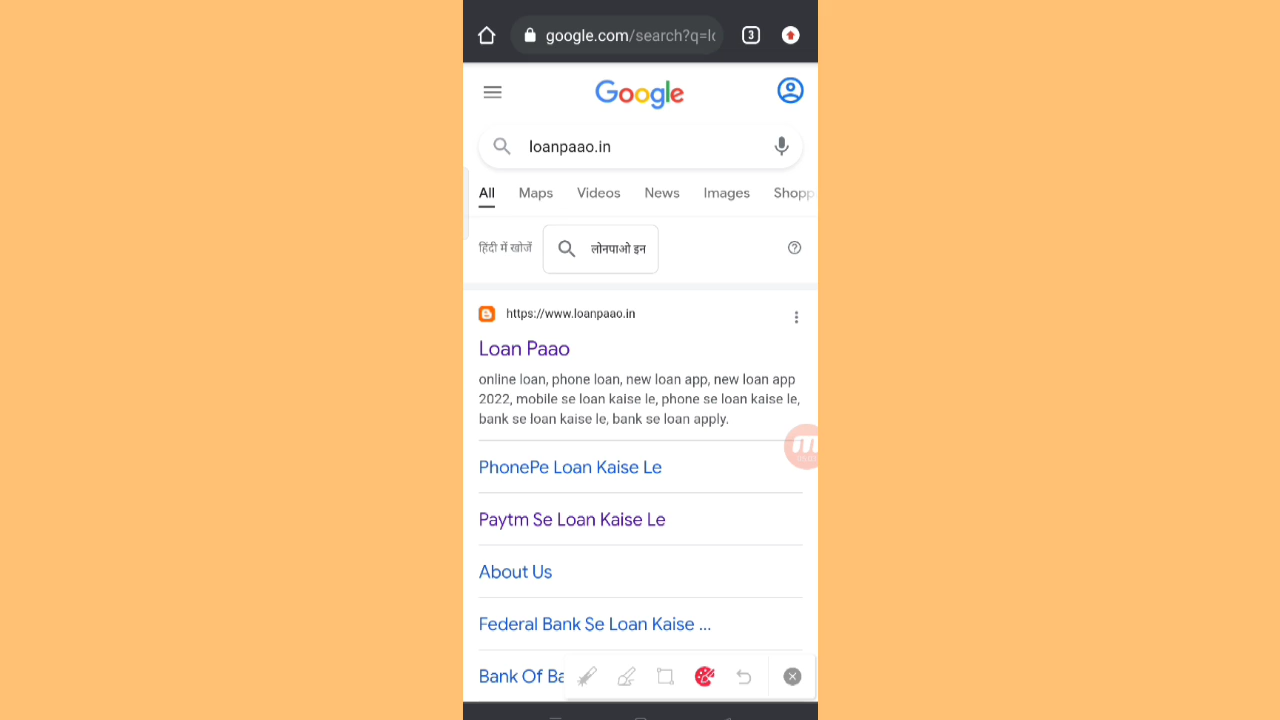 google.com/search?q=lo
3
Google
loanpaao.in
All Maps Videos News Images Shopp
हिंदी में खोजें लोनपाओ इन
https://www.loanpaao.in
Loan Paao
online loan, phone loan, new loan app, new loan app
2022, mobile se loan kaise le, phone se loan kaise le,
bank se loan kaise le, bank se loan apply.
PhonePe Loan Kaise Le
Paytm Se Loan Kaise Le
About Us
Federal Bank Se Loan Kaise ...
Bank Of Ba